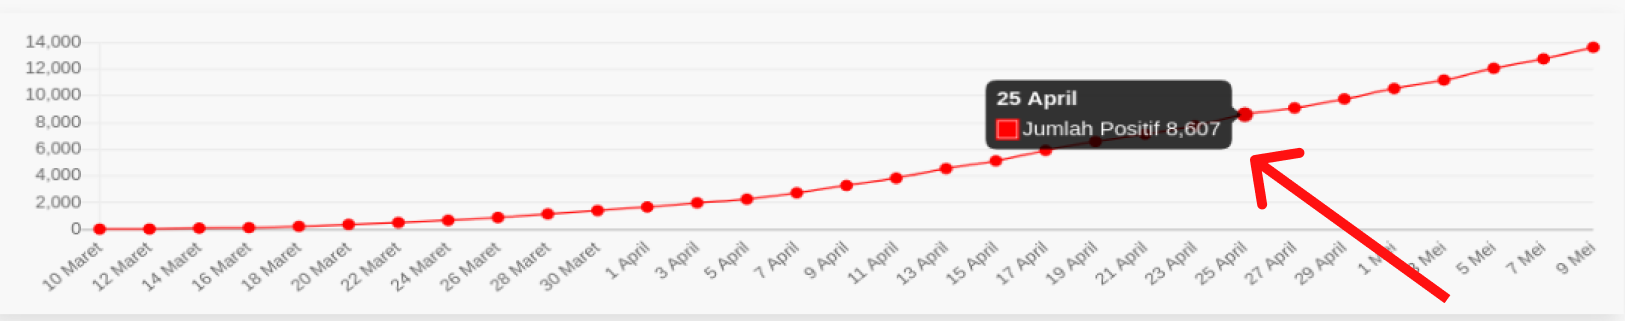 14,000
12,000
10,000
8,000
6,000
4,000
2,000
0
25 April
Jumlah Positif 8,607
10 Maret
12 Maret
14 Maret
16 Maret
18 Maret
20 Maret
22 Maret
24 Maret
26 Maret
28 Maret
30 Maret
1 April
3 April
5 April
7 April
9 April
11 April
13 April
15 April
17 April
19 April
21 April
23 April
25 April
27 April
29 April
1 Mei
3 Mei
5 Mei
7 Mei
9 Mei